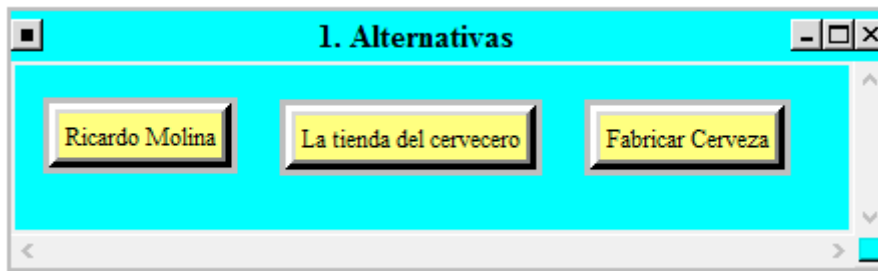 1. Alternativas
Ricardo Molina
La tienda del cervecero
Fabricar Cerveza